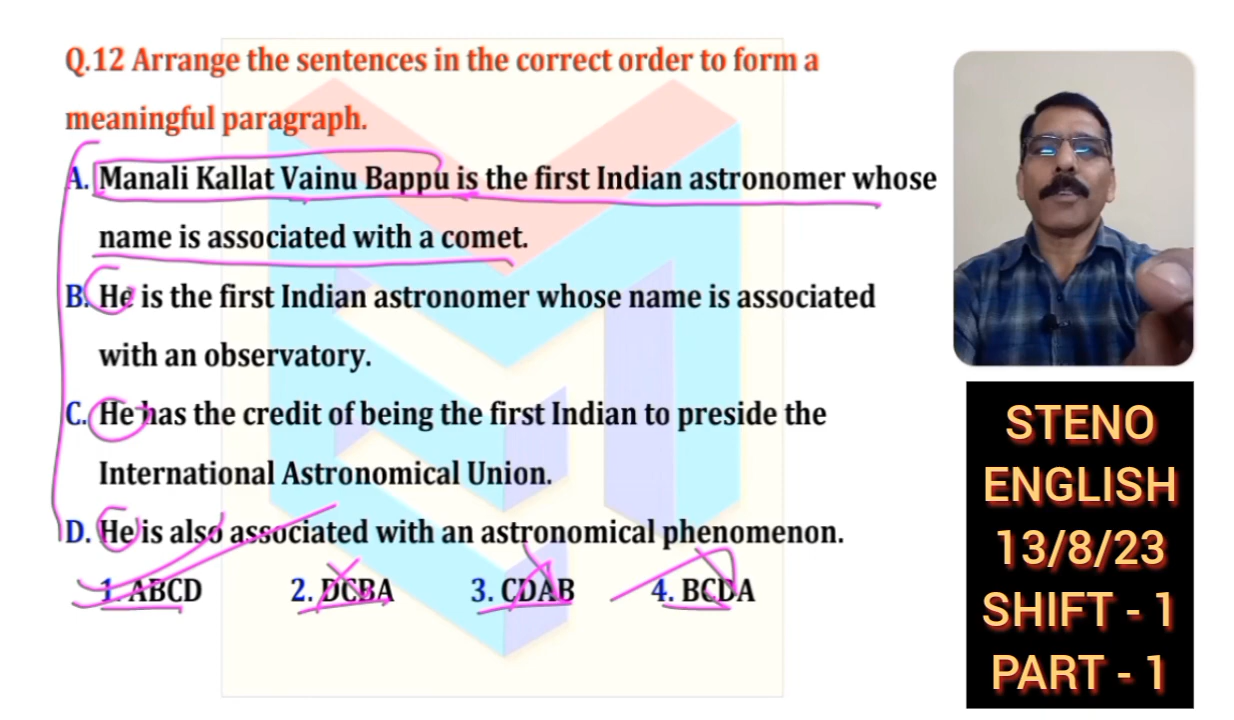 Q.12 Arrange the sentences in the correct order to form a
meaningful paragraph.
A. Manali Kallat Vainu Bappu is the first Indian astronomer whose
name is associated with a comet.
B. He is the first Indian astronomer whose name is associated
with an observatory.
C. He has the credit of being the first Indian to preside the
International Astronomical Union.
D. He is also associated with an astronomical phenomenon.
1. ABCD 2. DCBA 3. CDAB 4. BCDA
STENO
ENGLISH
13/8/23
SHIFT - 1
PART - 1